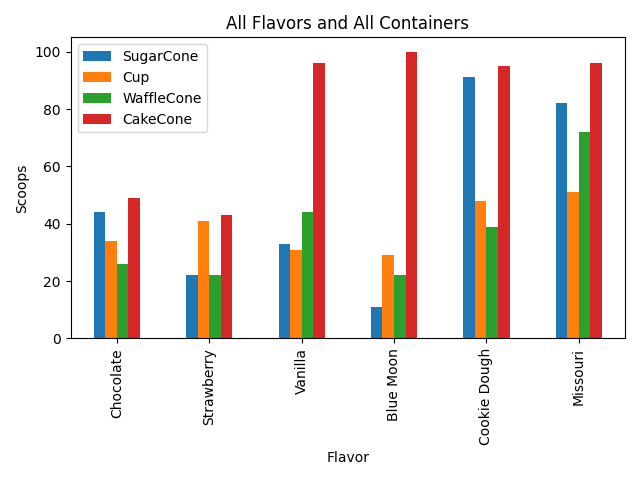 All Flavors and All Containers
SugarCone
Cup
WaffleCone
CakeCone
Scoops
100
80
60
40
20
0
Chocolate
Strawberry
Vanilla
Blue Moon
Cookie Dough
Missouri
Flavor